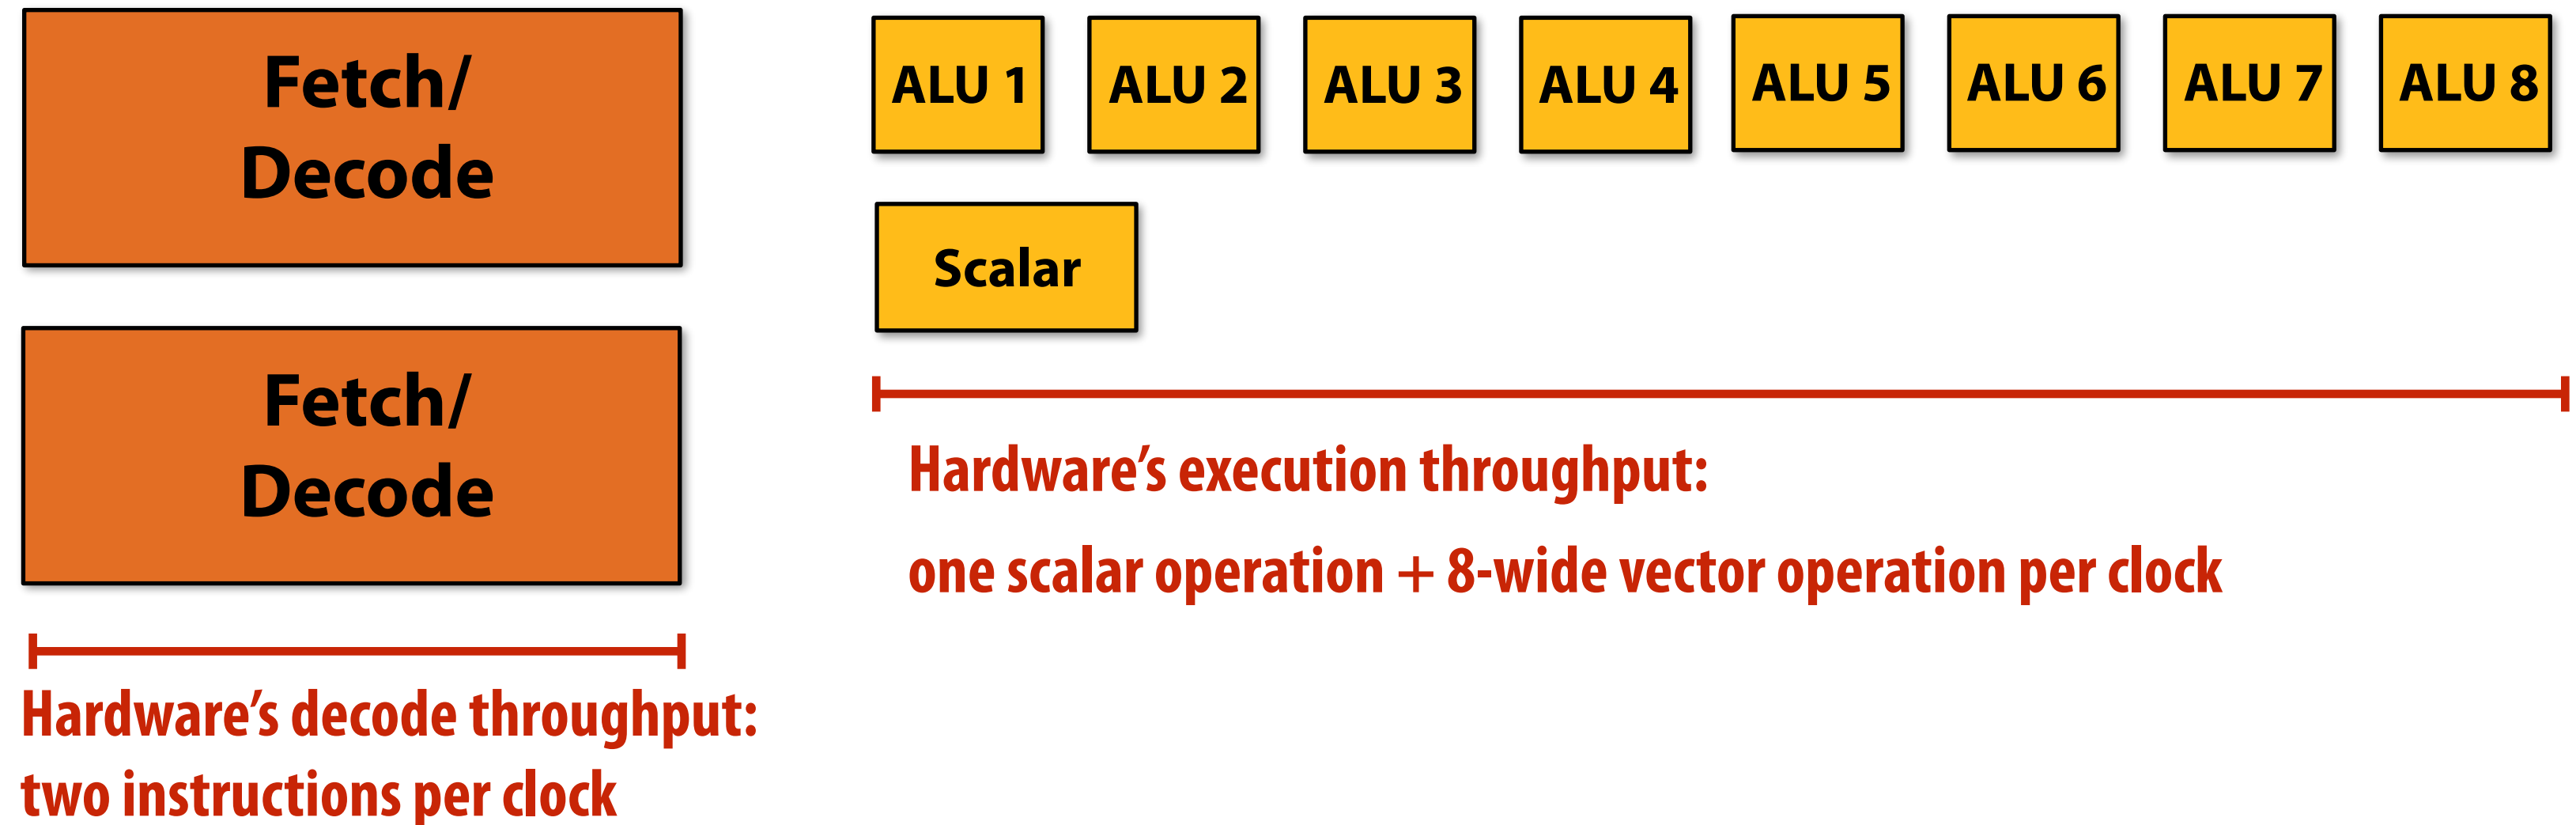 Fetch/
Decode
ALU 1 ALU 2 ALU 3 ALU 4 ALU 5 ALU 6 ALU 7 ALU 8
Scalar
Fetch/
Decode
Hardware’s execution throughput:
one scalar operation + 8-wide vector operation per clock
Hardware’s decode throughput:
two instructions per clock